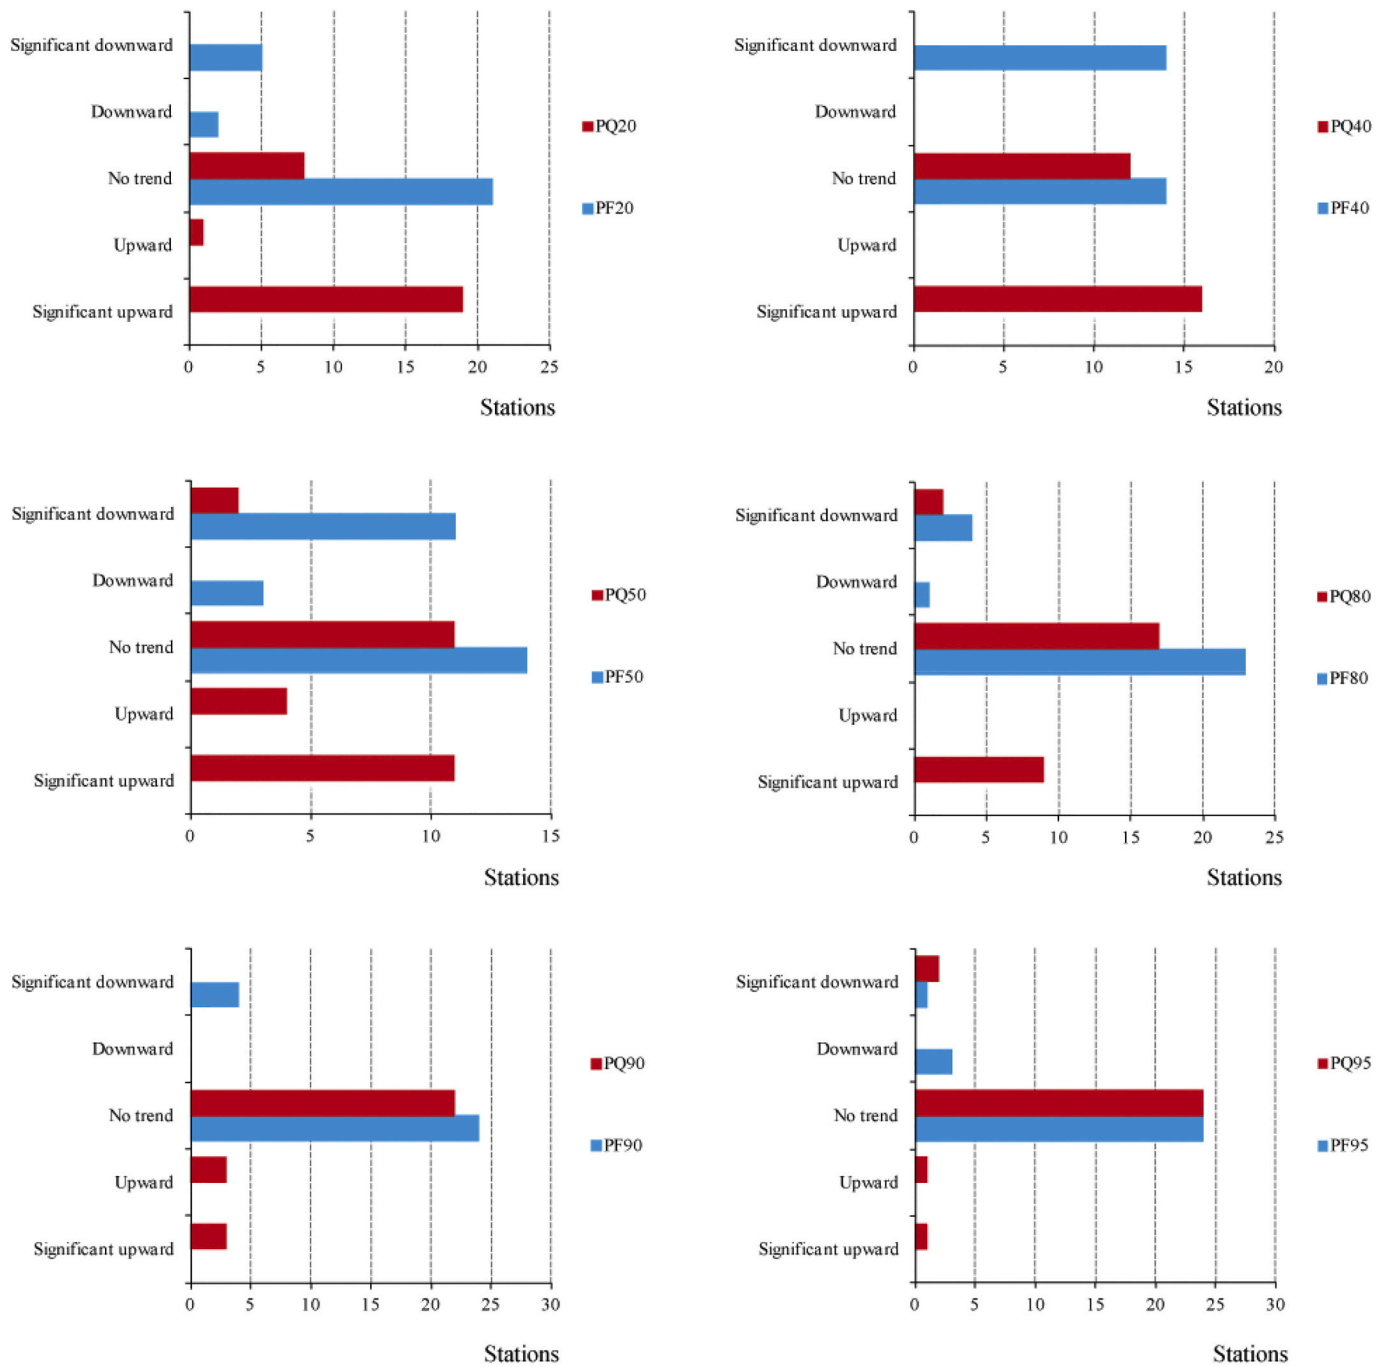 Significant downward
Downward
No trend
Upward
Significant upward
0 5 10 15 20 25
Stations
PQ20
PF20
Significant downward
Downward
No trend
Upward
Significant upward
0 5 10 15 20
Stations
PQ40
PF40
Significant downward
Downward
No trend
Upward
Significant upward
0 5 10 15
Stations
PQ50
PF50
Significant downward
Downward
No trend
Upward
Significant upward
0 5 10 15 20 25
Stations
PQ80
PF80
Significant downward
Downward
No trend
Upward
Significant upward
0 5 10 15 20 25 30
Stations
PQ90
PF90
Significant downward
Downward
No trend
Upward
Significant upward
0 5 10 15 20 25 30
Stations
PQ95
PF95